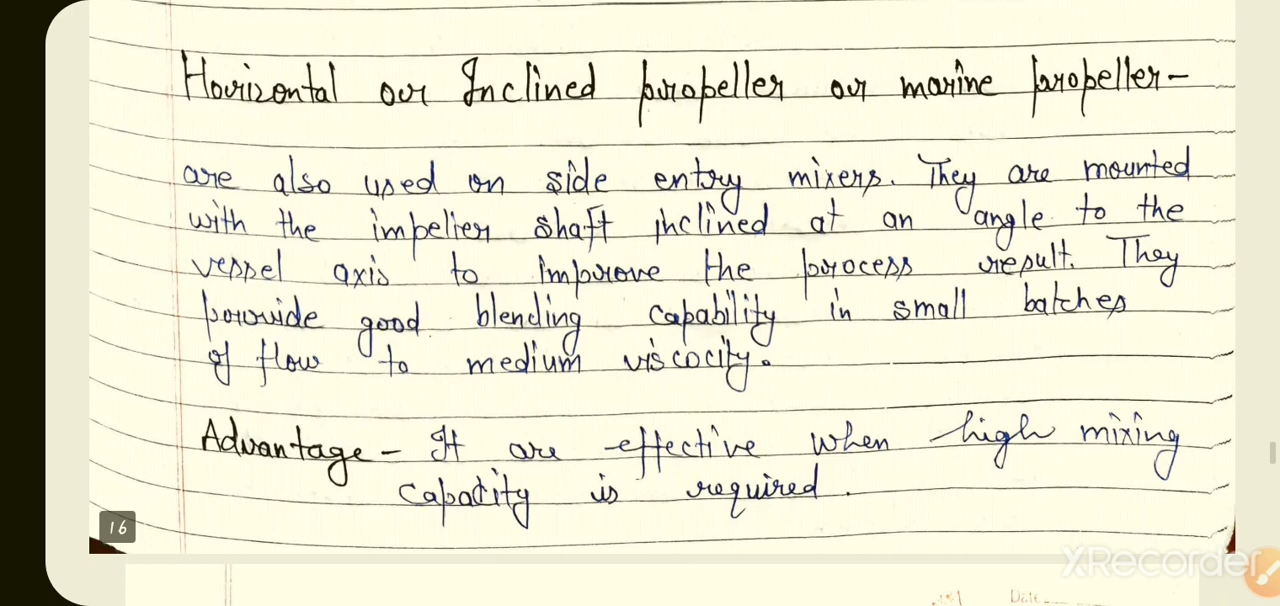 Horizontal or Inclined propeller or marine propeller-
are also used on side entry mixers. They are mounted
with the impeller shaft inclined at an angle to the
vessel axis to improve the process result. They
provide good blending capability in small batches
of flow to medium viscocity.
Advantage - It are effective when high mixing
capacity is required.
16
XRecorder
Date